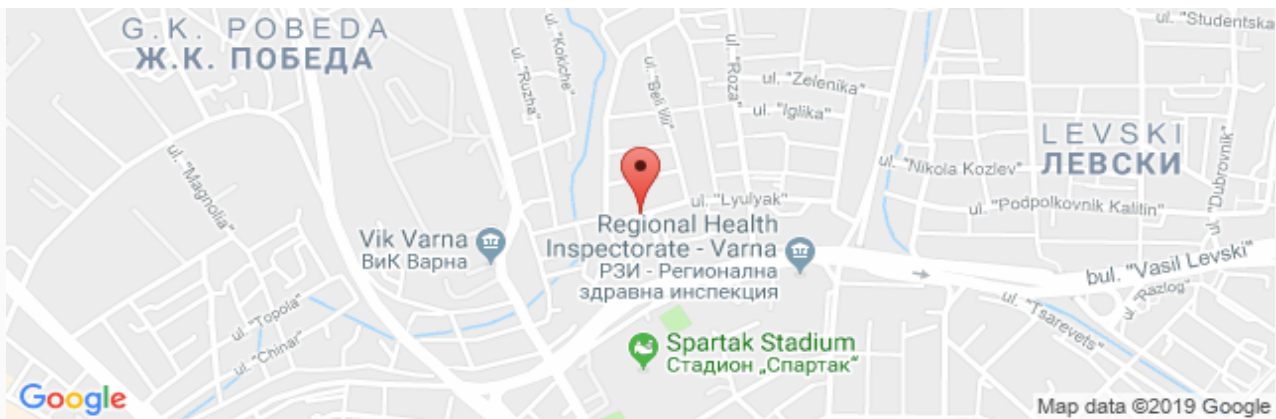 G.K. POBEDA
Ж.К. ПОБЕДА
ul. "Ruzha"
ul. "Kokiche"
ul. "Beli lilii"
ul. "Roza"
ul. "Zelenika"
ul. "Iglika"
ul. "Studentska
LEVSKI
ЛЕВСКИ
ul. "Nikola Kozlev"
ul. "Dubrovnik"
ul. "Magnolia"
ul. "Lyulyak"
ul. "Podpolkovnik Kalitin"
Vik Varna
ВиК Варна
Regional Health
Inspectorate - Varna
РЗИ - Регионална
здравна инспекция
bul. "Vasil Levski"
"Razlog"
ul. "Tsarevets"
ul. "Topola"
ul. "Chinar"
Spartak Stadium
Стадион „Спартак“
Google
Map data ©2019 Google